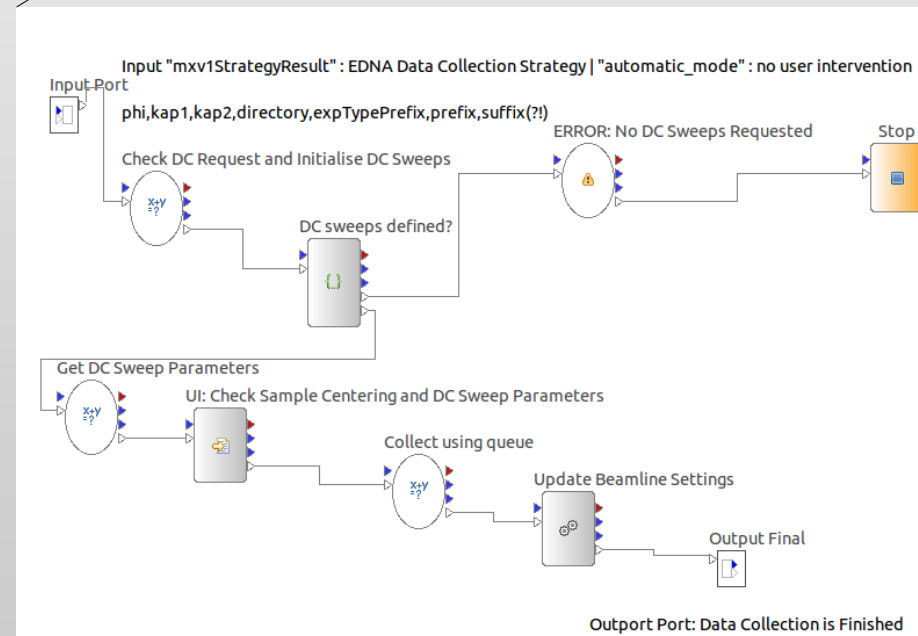 Input "mxv1StrategyResult" : EDNA Data Collection Strategy | "automatic_mode" : no user intervention
Input Port
phi,kap1,kap2,directory,expTypePrefix,prefix,suffix(?!)
ERROR: No DC Sweeps Requested
Stop
Check DC Request and Initialise DC Sweeps
x+y
=?
DC sweeps defined?
{..}
Get DC Sweep Parameters
x+y
=?
UI: Check Sample Centering and DC Sweep Parameters
Collect using queue
x+y
=?
Update Beamline Settings
Output Final
Outport Port: Data Collection is Finished